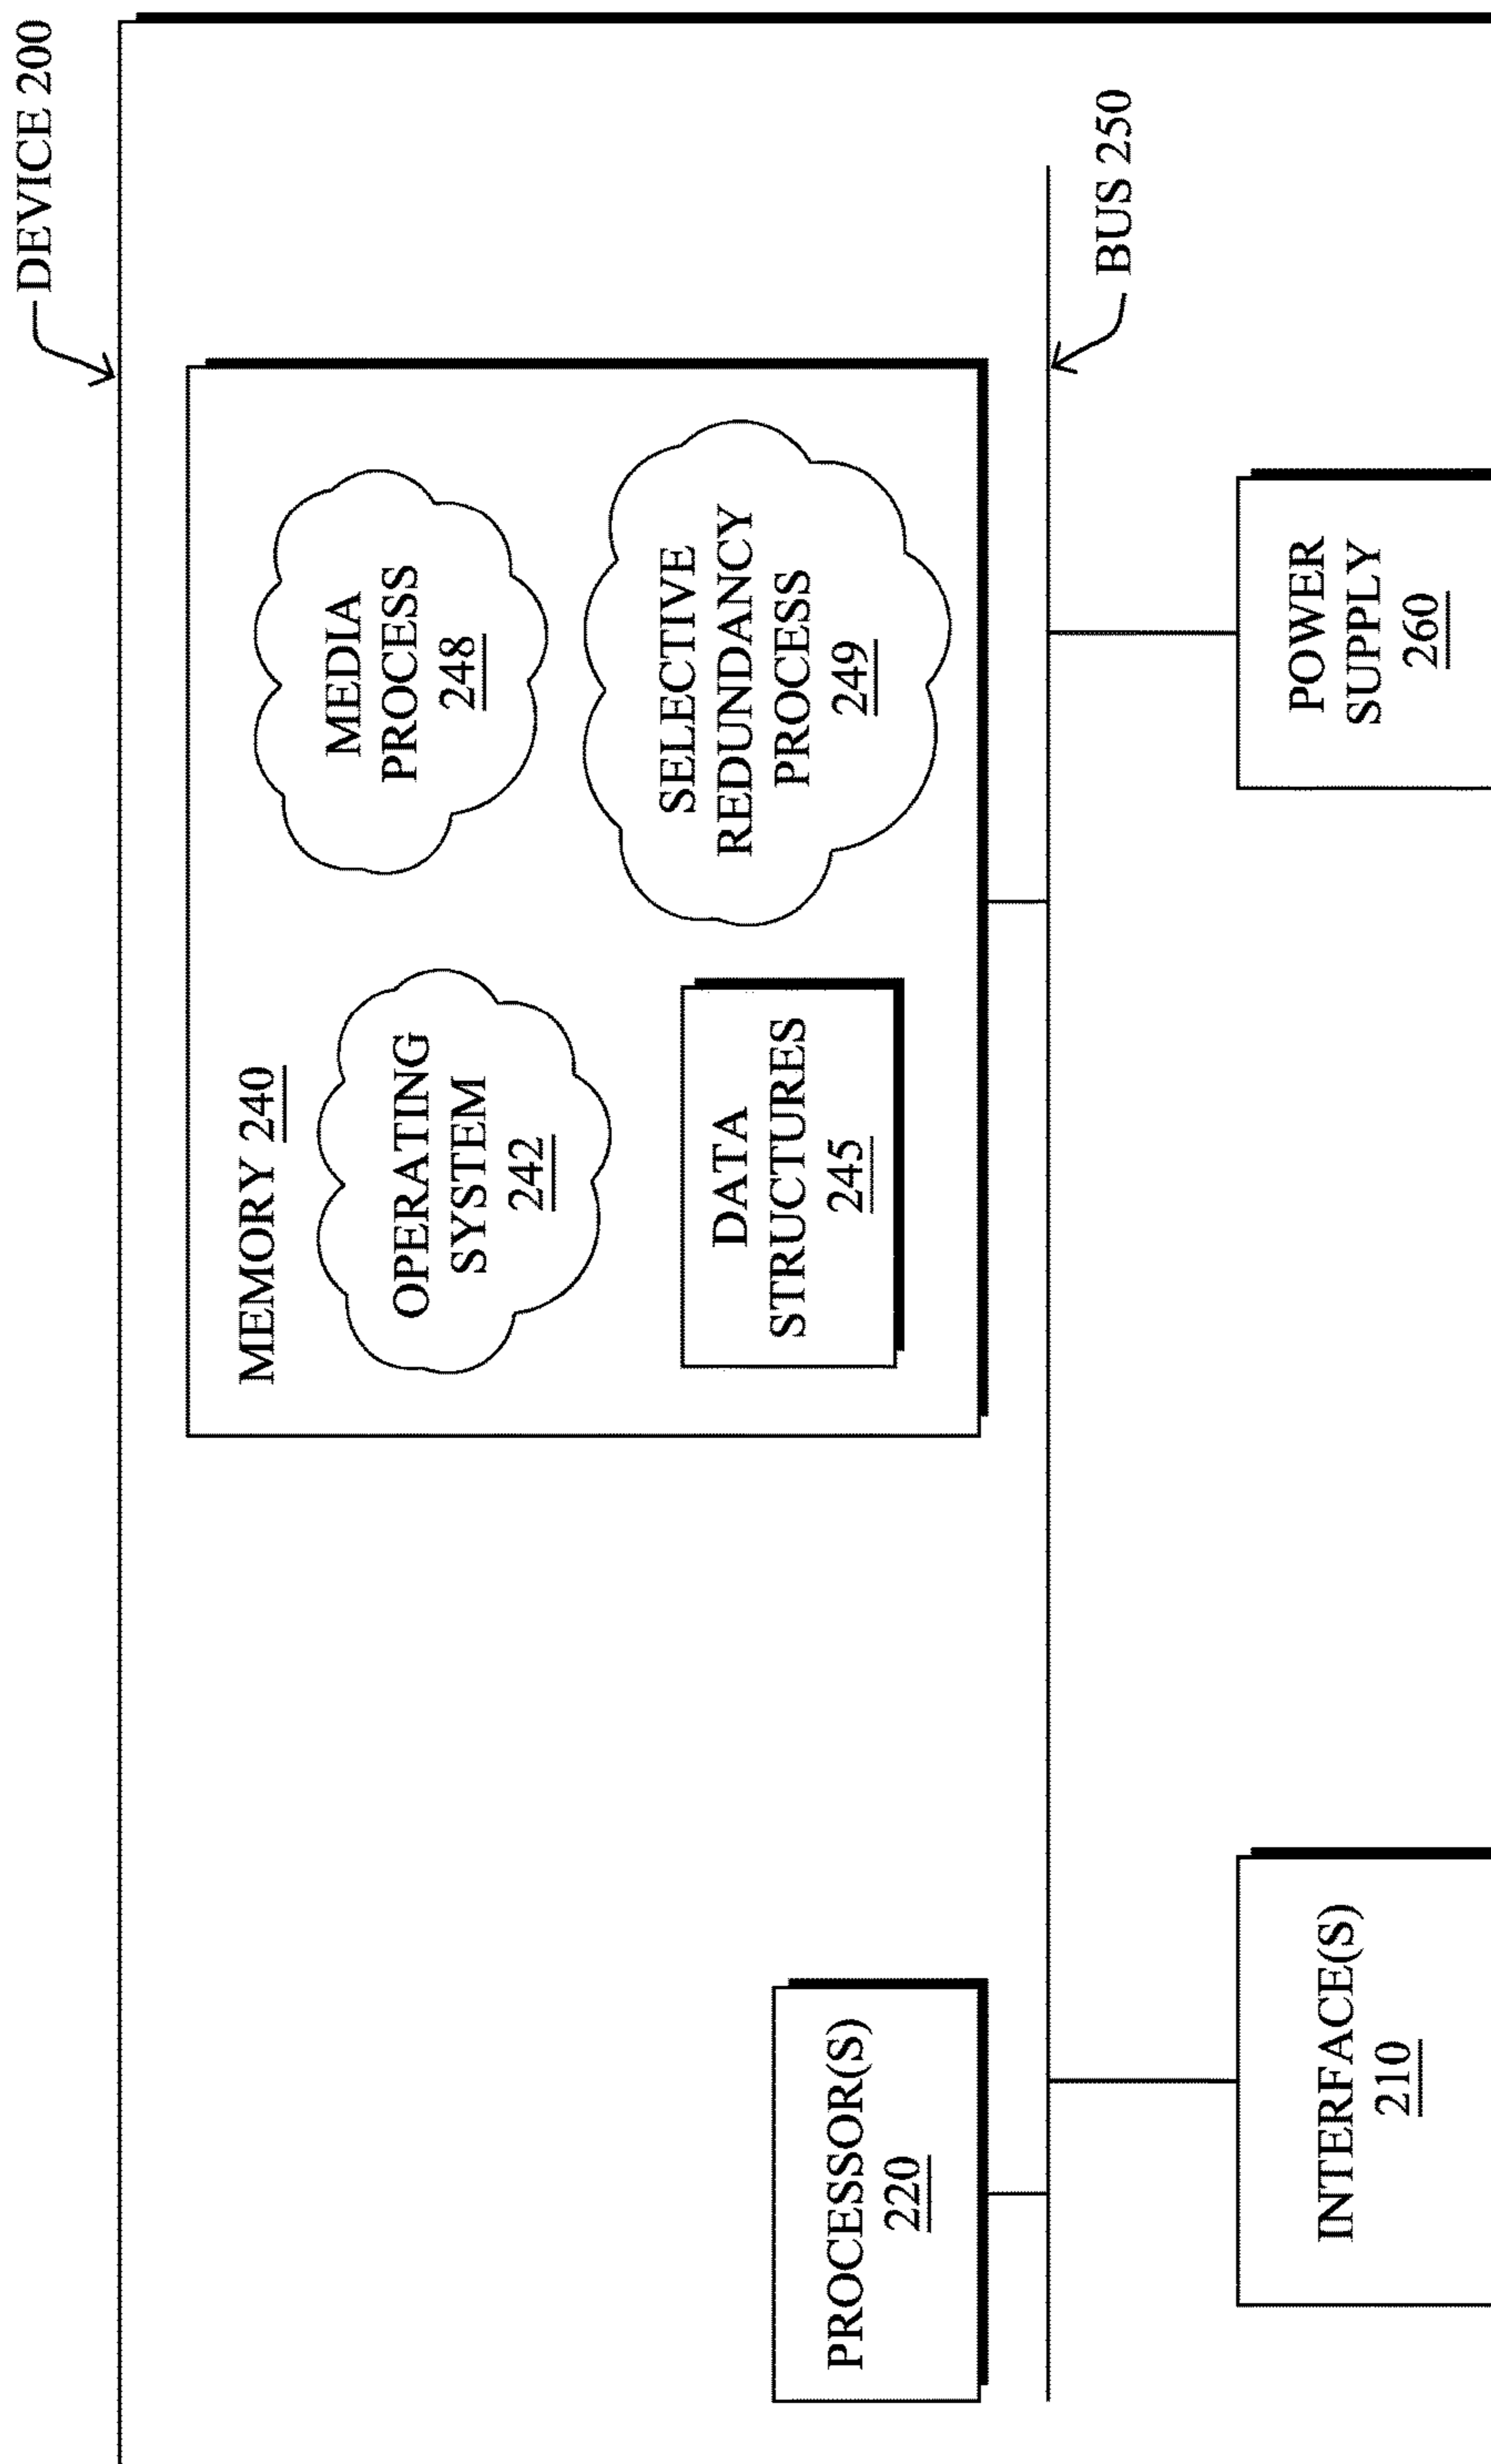 DEVICE 200
MEMORY 240
OPERATING
SYSTEM
242
MEDIA
PROCESS
248
DATA
STRUCTURES
245
SELECTIVE
REDUNDANCY
PROCESS
249
PROCESSOR(S)
220
BUS 250
INTERFACE(S)
210
POWER
SUPPLY
260